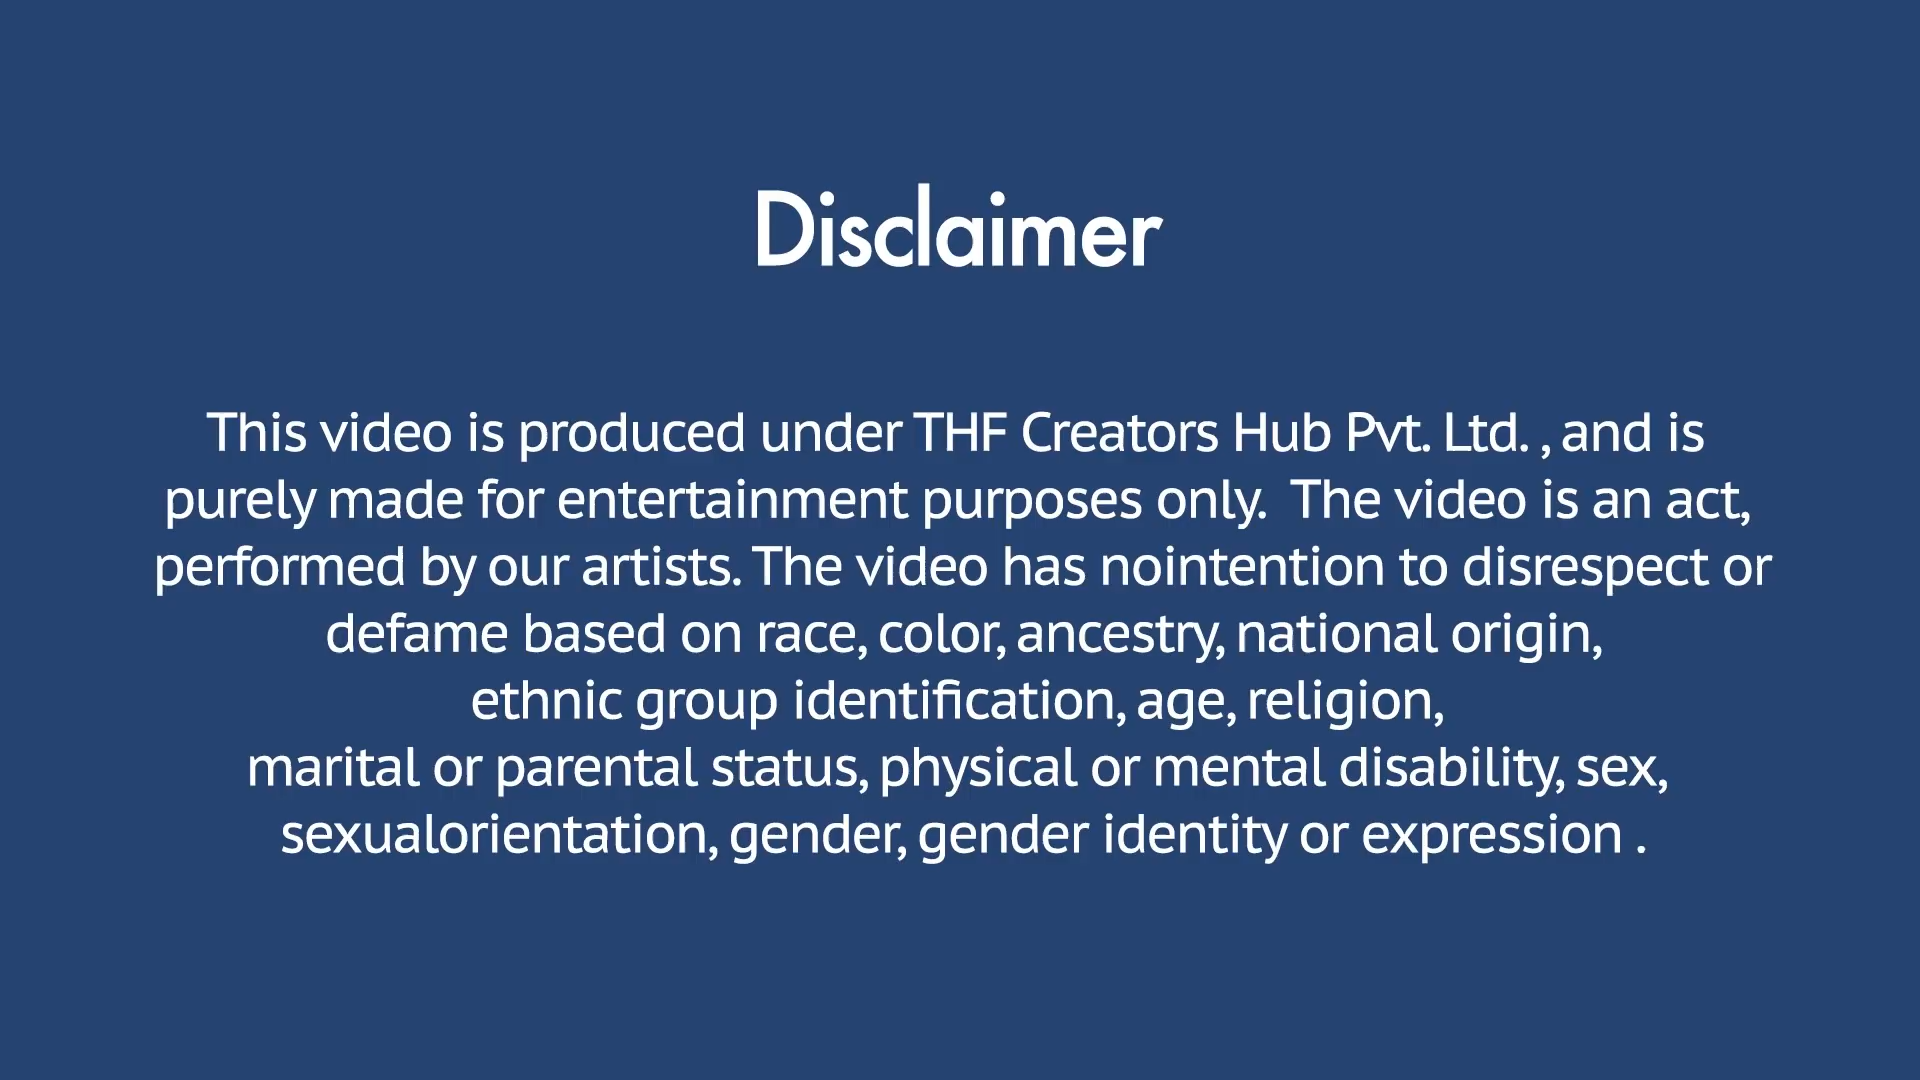 Disclaimer
This video is produced under THF Creators Hub Pvt. Ltd. , and is
purely made for entertainment purposes only.  The video is an act,
performed by our artists. The video has nointention to disrespect or
defame based on race, color, ancestry, national origin,
ethnic group identification, age, religion,
marital or parental status, physical or mental disability, sex,
sexualorientation, gender, gender identity or expression .